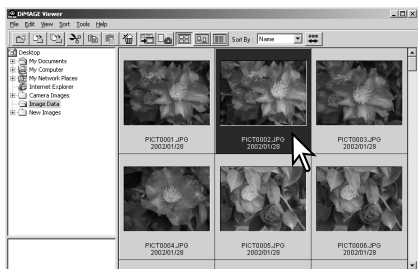 DiMAGE Viewer
File Edit View Sort Tools Help
Sort By : Name
Desktop
My Documents
My Computer
My Network Places
Internet Explorer
Camera Images
Image Data
New Images
PICT0001.JPG PICT0002.JPG PICT0003.JPG
2002/01/28 2002/01/28 2002/01/28
PICT0004.JPG PICT0005.JPG PICT0006.JPG
2002/01/28 2002/01/28 2002/01/28